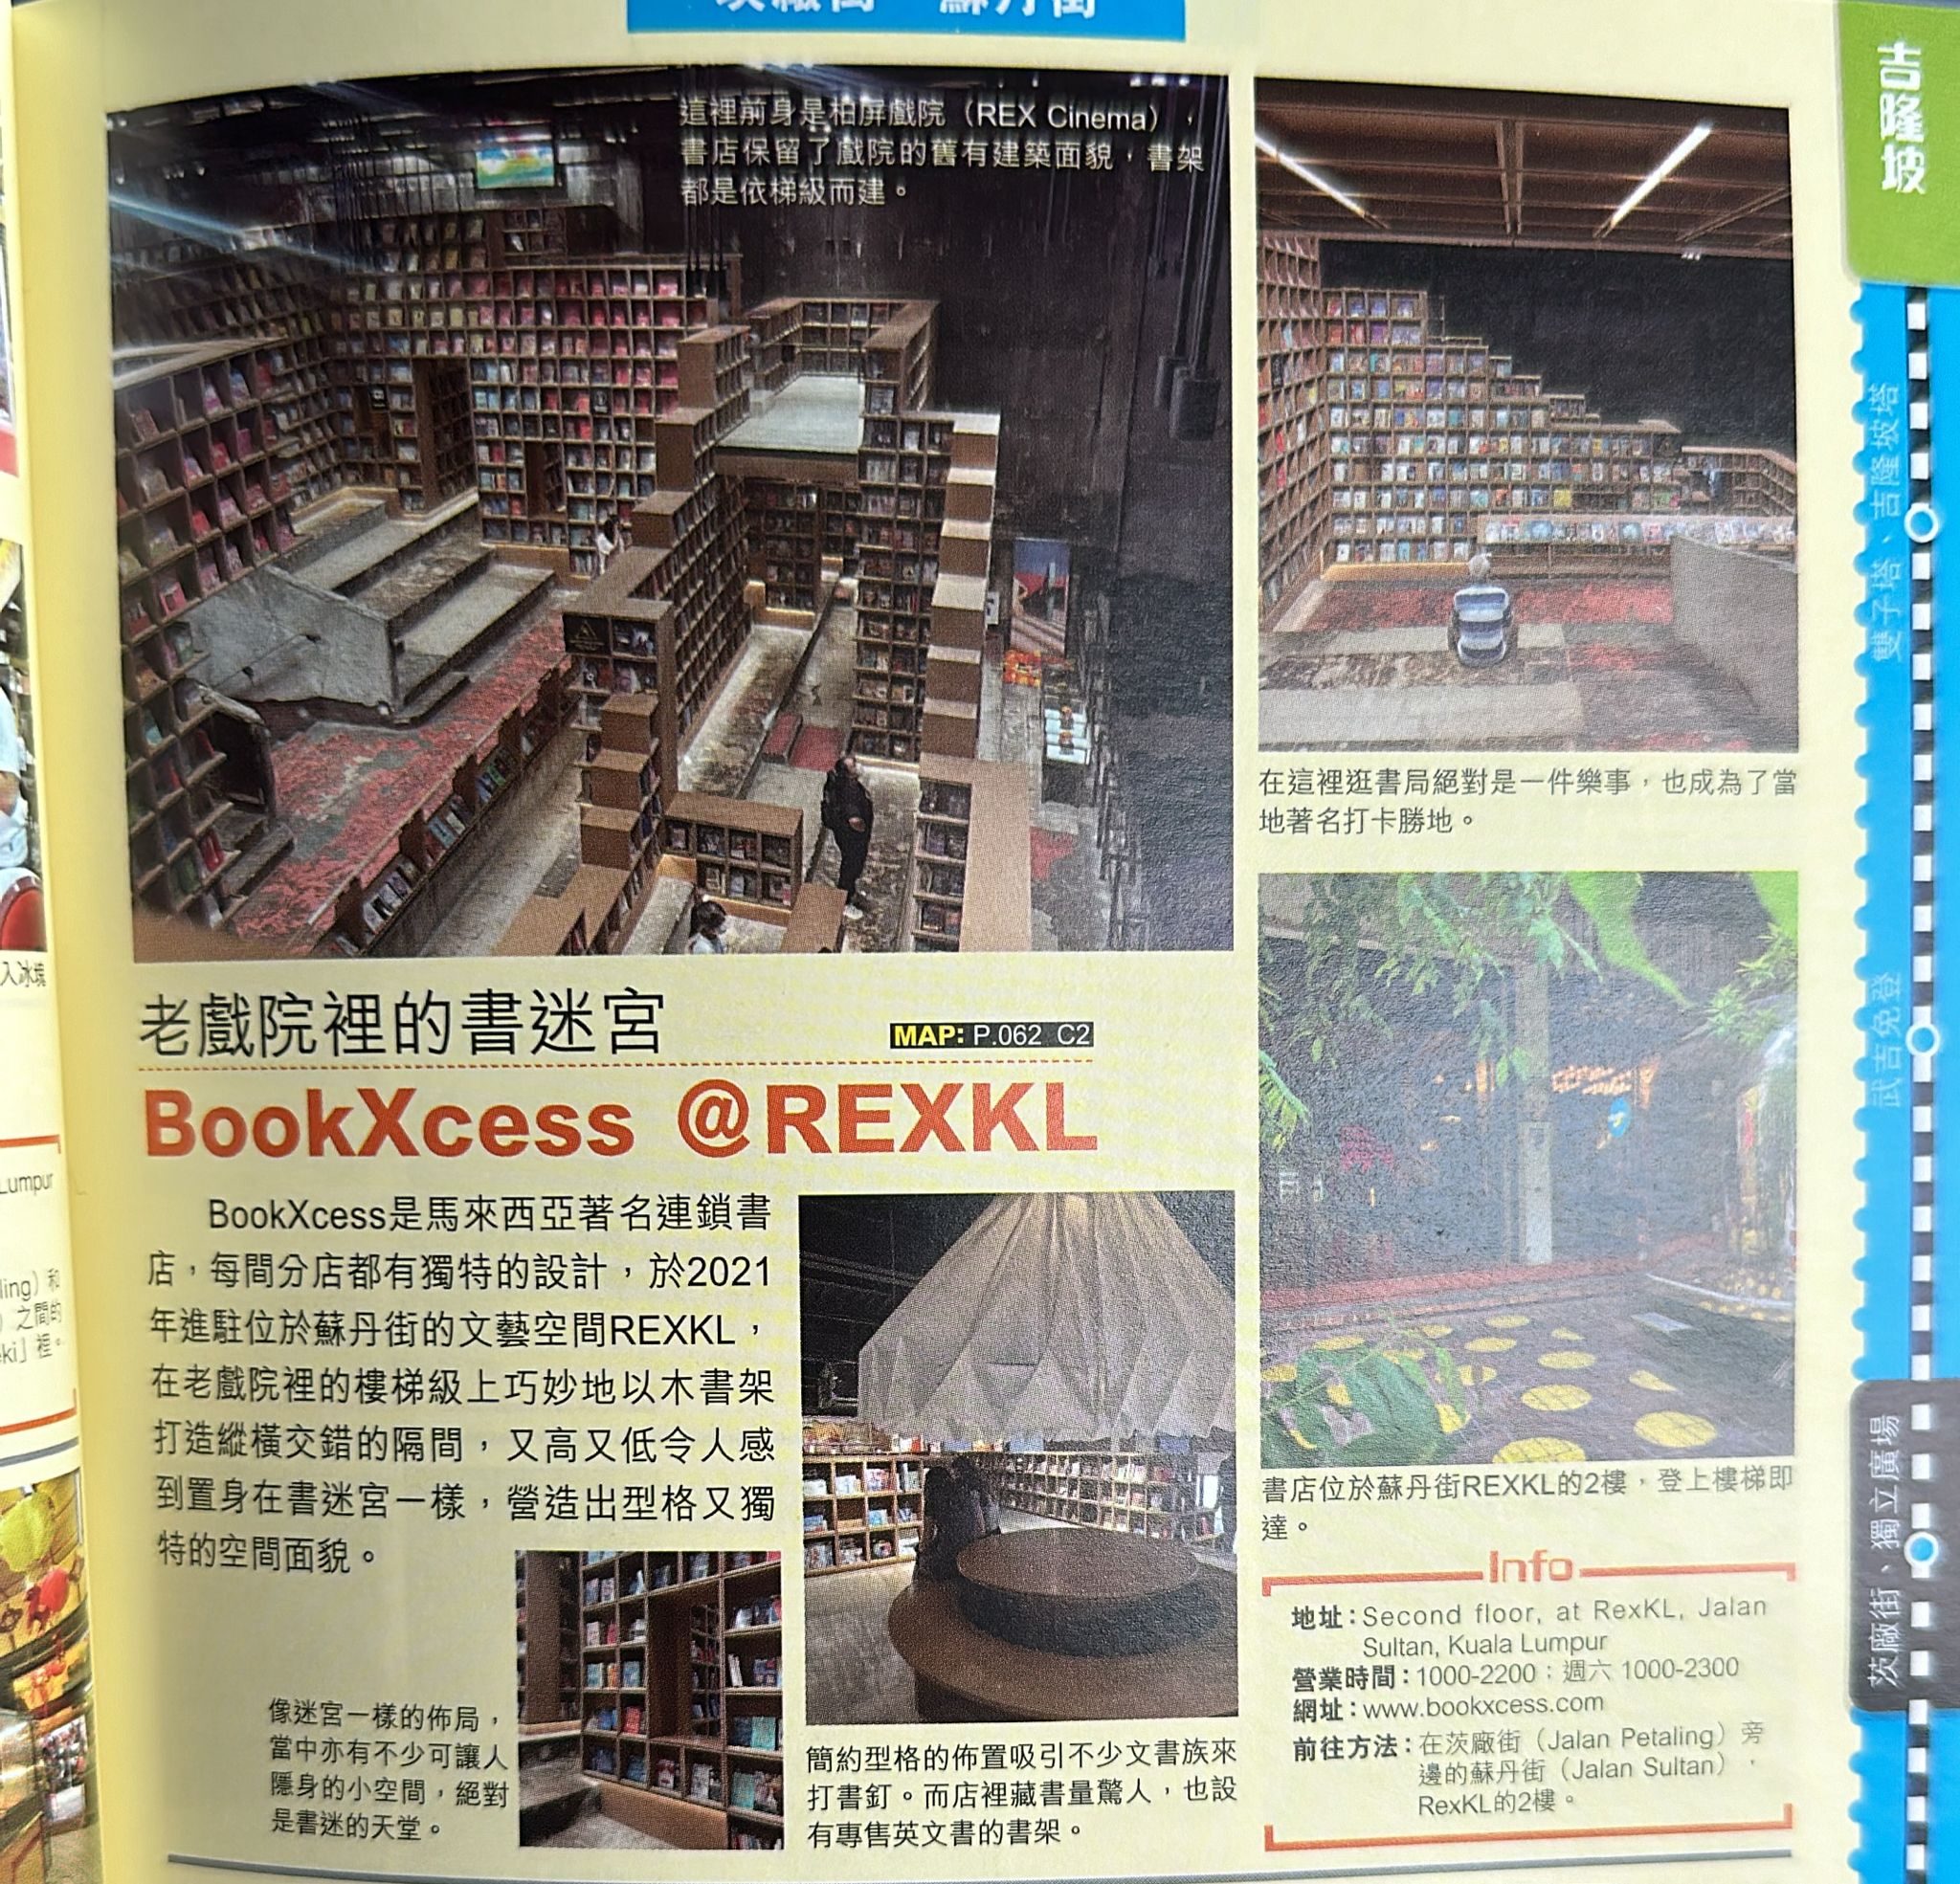 蘇丹街
吉隆坡
這裡前身是柏屏戲院（REX Cinema），
書店保留了戲院的舊有建築面貌，書架
都是依梯級而建。
在這裡逛書局絕對是一件樂事，也成為了當
地著名打卡勝地。
老戲院裡的書迷宮
MAP: P.062 C2
BookXcess @REXKL
BookXcess是馬來西亞著名連鎖書
店，每間分店都有獨特的設計，於2021
年進駐位於蘇丹街的文藝空間REXKL，
在老戲院裡的樓梯級上巧妙地以木書架
打造縱橫交錯的隔間，又高又低令人感
到置身在書迷宮一樣，營造出型格又獨
特的空間面貌。
像迷宮一樣的佈局，
當中亦有不少可讓人
隱身的小空間，絕對
是書迷的天堂。
簡約型格的佈置吸引不少文書族來
打書釘。而店裡藏書量驚人，也設
有專售英文書的書架。
書店位於蘇丹街REXKL的2樓，登上樓梯即
達。
Info
地址：Second floor, at RexKL, Jalan
Sultan, Kuala Lumpur
營業時間：1000-2200；週六 1000-2300
網址：www.bookxcess.com
前往方法：在茨廠街（Jalan Petaling）旁
邊的蘇丹街（Jalan Sultan），
RexKL的2樓。
雙子塔、吉隆坡塔
武吉免登
茨廠街、獨立廣場
入冰塊
Lumpur
ling）和
）之間的
eki」裡。